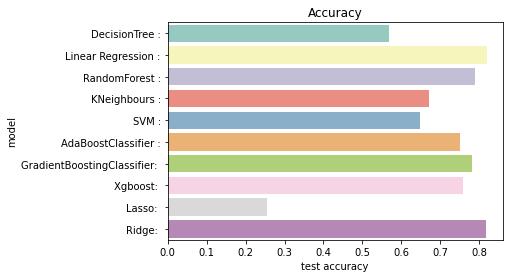 Accuracy
DecisionTree :
Linear Regression :
RandomForest :
KNeighbours :
SVM :
AdaBoostClassifier :
GradientBoostingClassifier:
Xgboost:
Lasso:
Ridge:
model
0.0 0.1 0.2 0.3 0.4 0.5 0.6 0.7 0.8
test accuracy